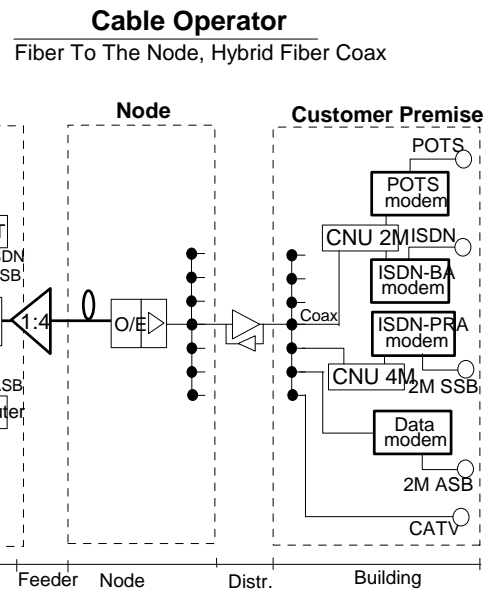 Cable Operator
Fiber To The Node, Hybrid Fiber Coax
Node
Customer Premise
POTS
POTS
modem
CNU 2M
ISDN
ISDN-BA
modem
Coax
1:4
O/E
ISDN-PRA
modem
CNU 4M
2M SSB
Data
modem
2M ASB
CATV
Feeder
Node
Distr.
Building